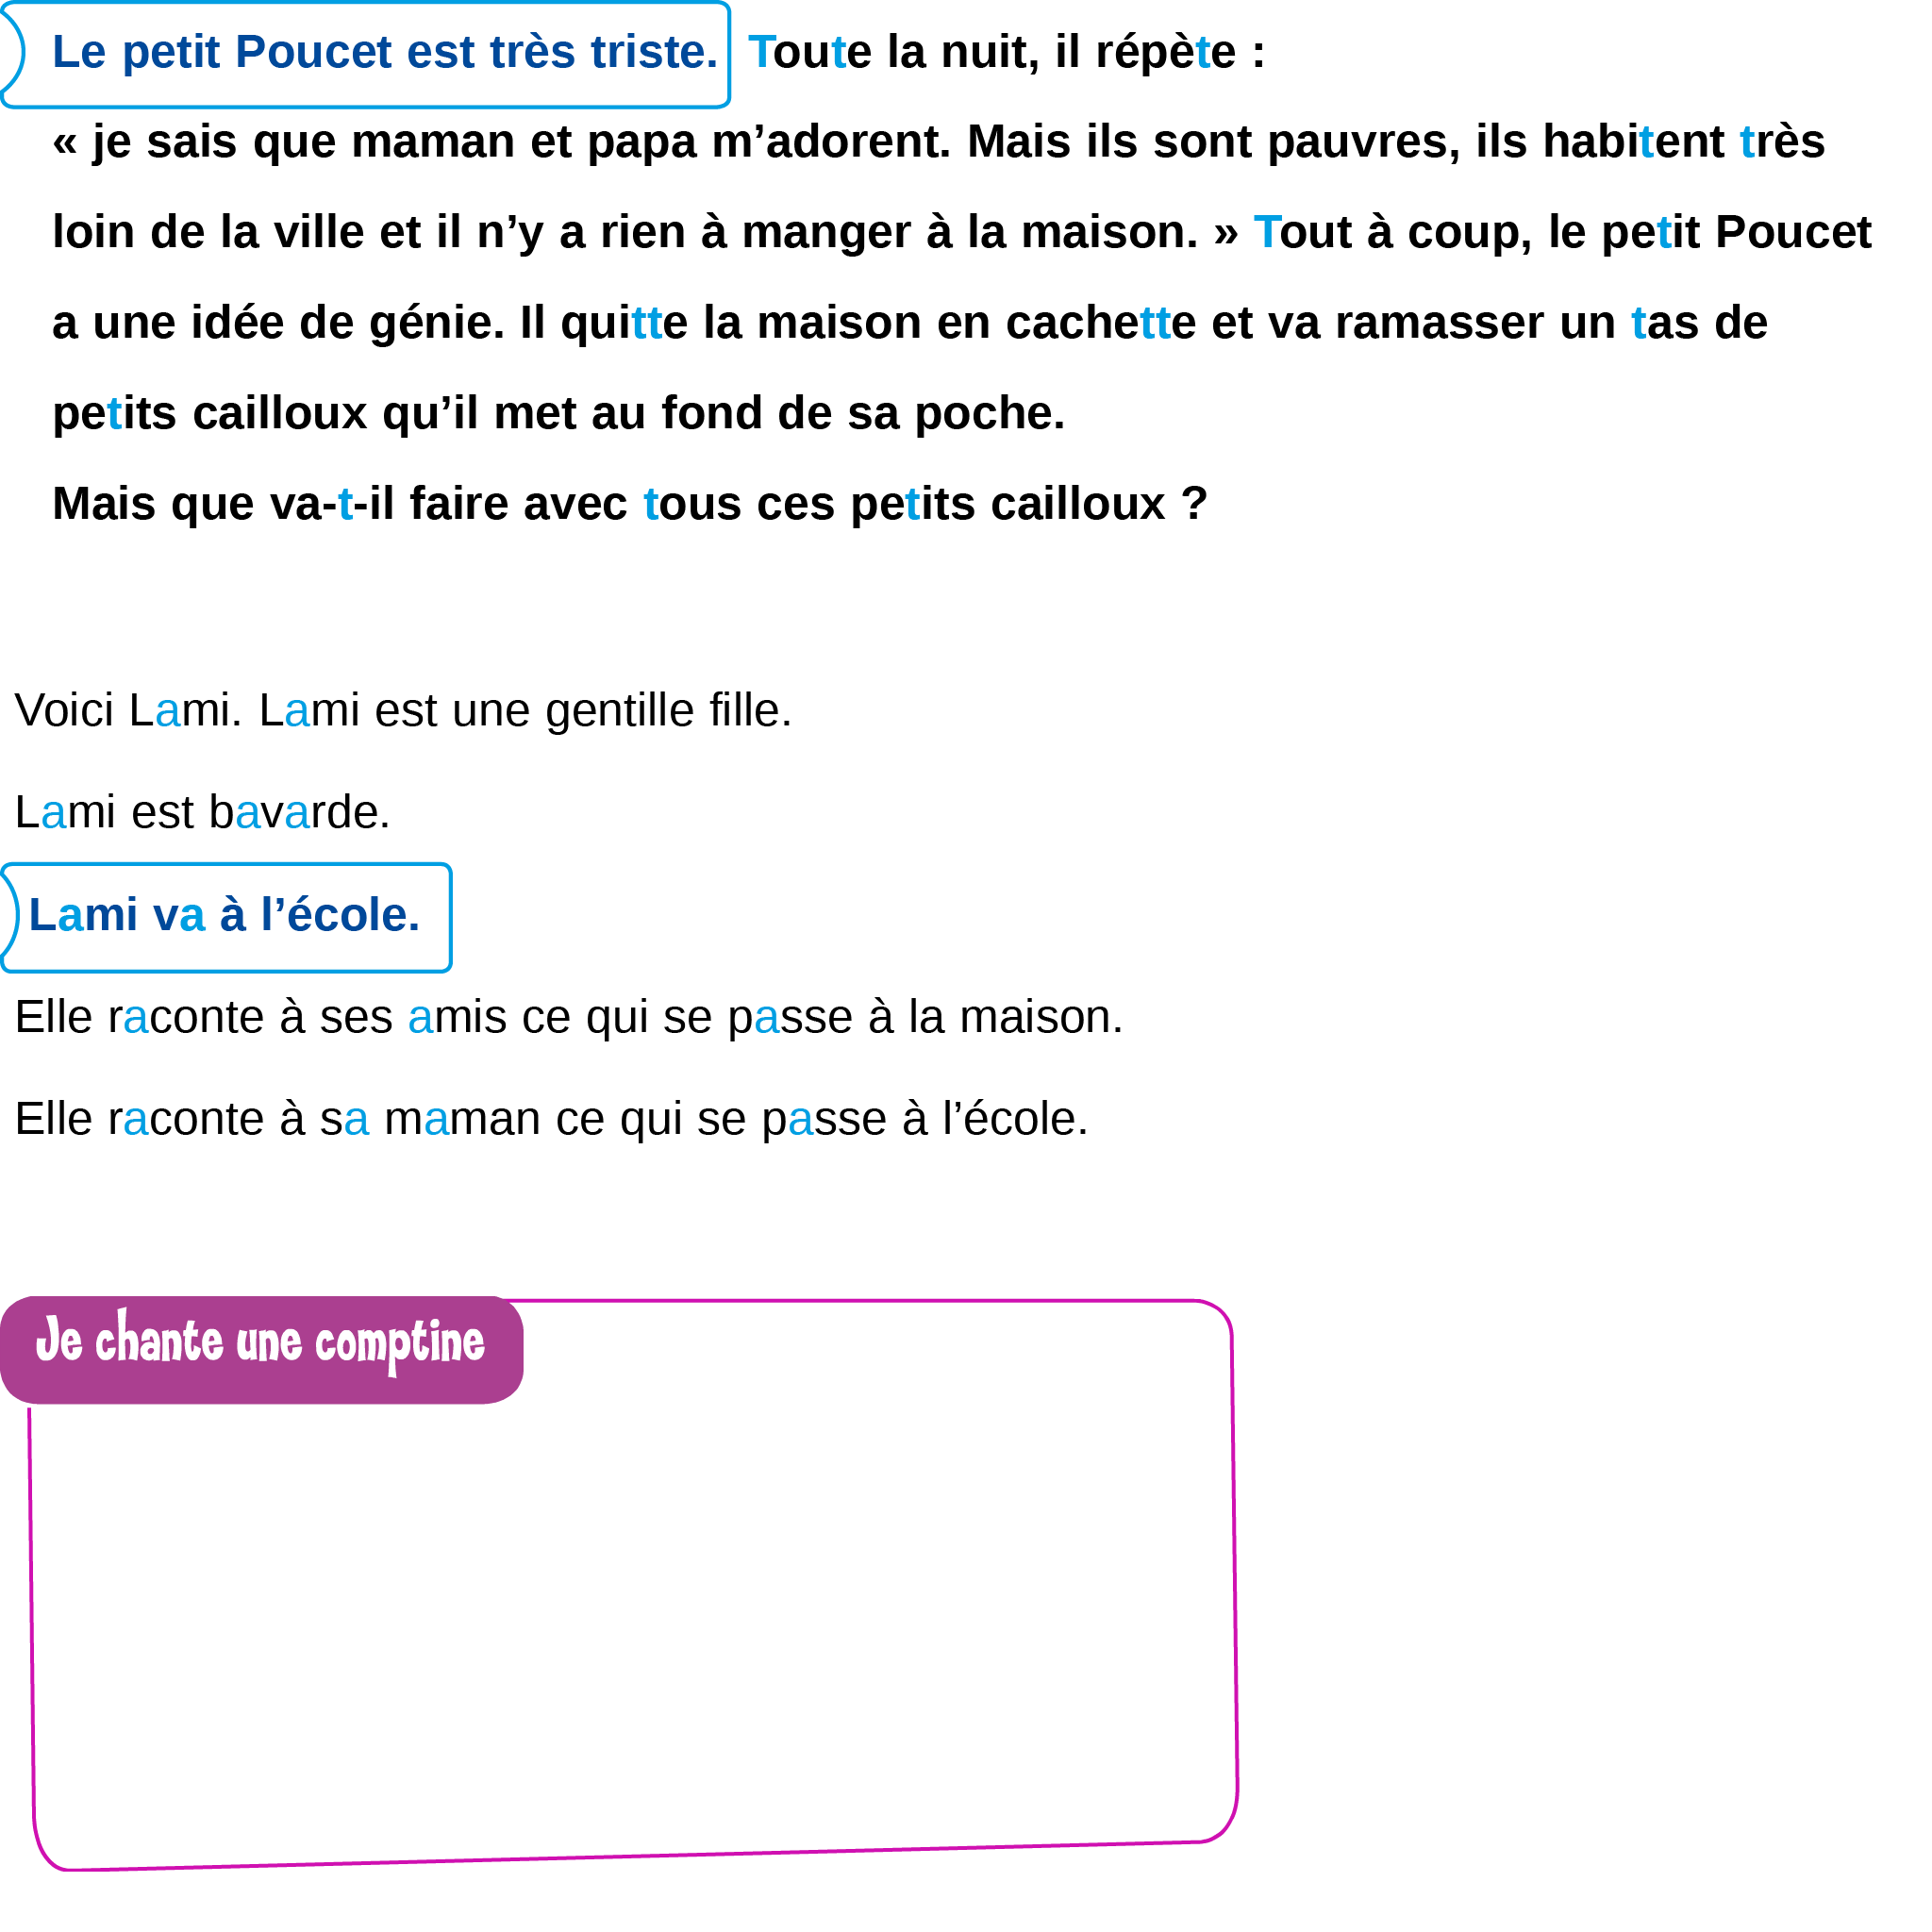 Le petit Poucet est très triste. Toute la nuit, il répète :
« je sais que maman et papa m’adorent. Mais ils sont pauvres, ils habitent très
loin de la ville et il n’y a rien à manger à la maison. » Tout à coup, le petit Poucet
a une idée de génie. Il quitte la maison en cachette et va ramasser un tas de
petits cailloux qu’il met au fond de sa poche.
Mais que va-t-il faire avec tous ces petits cailloux ?
Voici Lami. Lami est une gentille fille.
Lami est bavarde.
Lami va à l’école.
Elle raconte à ses amis ce qui se passe à la maison.
Elle raconte à sa maman ce qui se passe à l’école.
Je chante une comptine